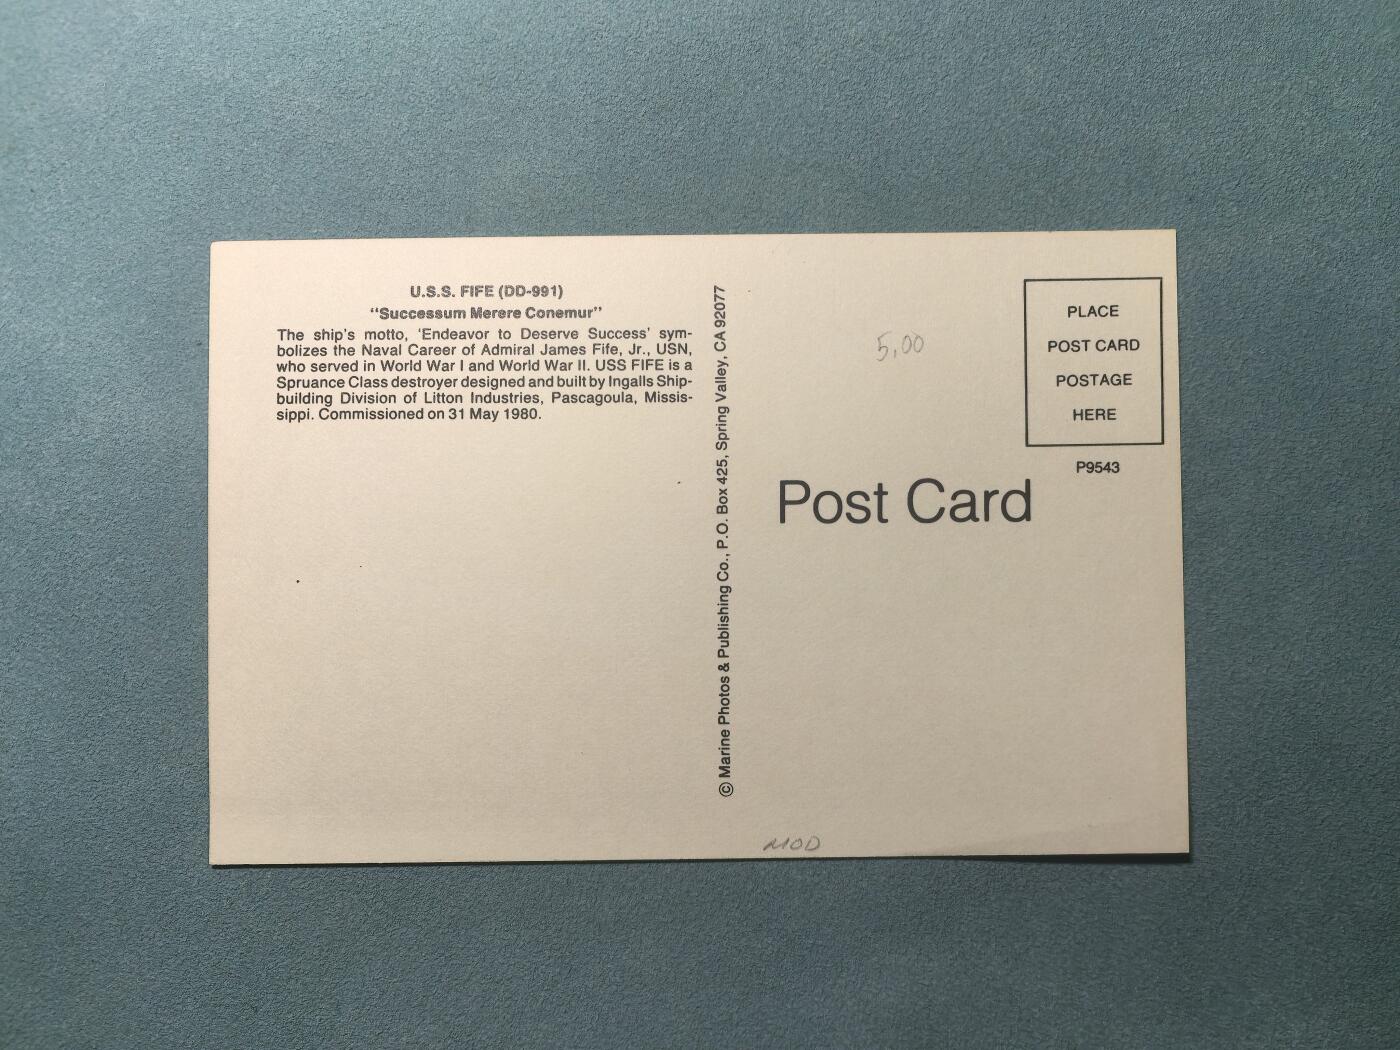 U.S.S. FIFE (DD-991)
“Successum Merere Conemur”
The ship's motto, ‘Endeavor to Deserve Success’ sym-
bolizes the Naval Career of Admiral James Fife, Jr., USN,
who served in World War I and World War II. USS FIFE is a
Spruance Class destroyer designed and built by Ingalls Ship-
building Division of Litton Industries, Pascagoula, Missis-
sippi. Commissioned on 31 May 1980.
© Marine Photos & Publishing Co., P.O. Box 425, Spring Valley, CA 92077
5,00
PLACE
POST CARD
POSTAGE
HERE
P9543
Post Card
MOD